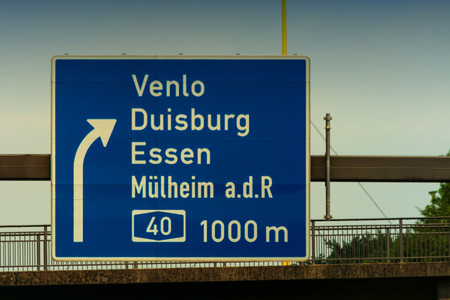 Venlo
Duisburg
Essen
Mülheim a.d.R
40 1000 m